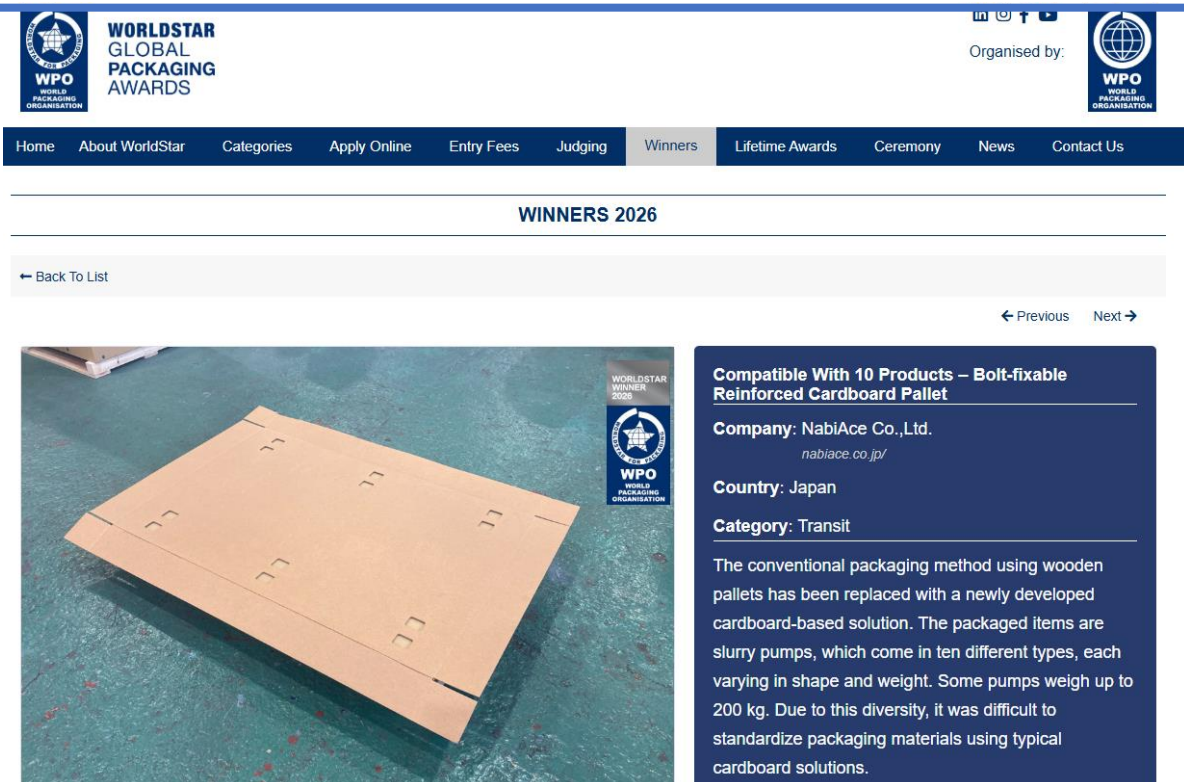 WORLDSTAR FOR PACKAGING
WPO
WORLD
PACKAGING
ORGANISATION
WORLDSTAR
GLOBAL
PACKAGING
AWARDS
Organised by:
WPO
WORLD
PACKAGING
ORGANISATION
Home About WorldStar Categories Apply Online Entry Fees Judging Winners Lifetime Awards Ceremony News Contact Us
WINNERS 2026
← Back To List
← Previous Next →
WORLDSTAR
WINNER
2026
WORLDSTAR FOR PACKAGING
WPO
WORLD
PACKAGING
ORGANISATION
Compatible With 10 Products – Bolt-fixable
Reinforced Cardboard Pallet
Company: NabiAce Co.,Ltd.
nabiace.co.jp/
Country: Japan
Category: Transit
The conventional packaging method using wooden
pallets has been replaced with a newly developed
cardboard-based solution. The packaged items are
slurry pumps, which come in ten different types, each
varying in shape and weight. Some pumps weigh up to
200 kg. Due to this diversity, it was difficult to
standardize packaging materials using typical
cardboard solutions.